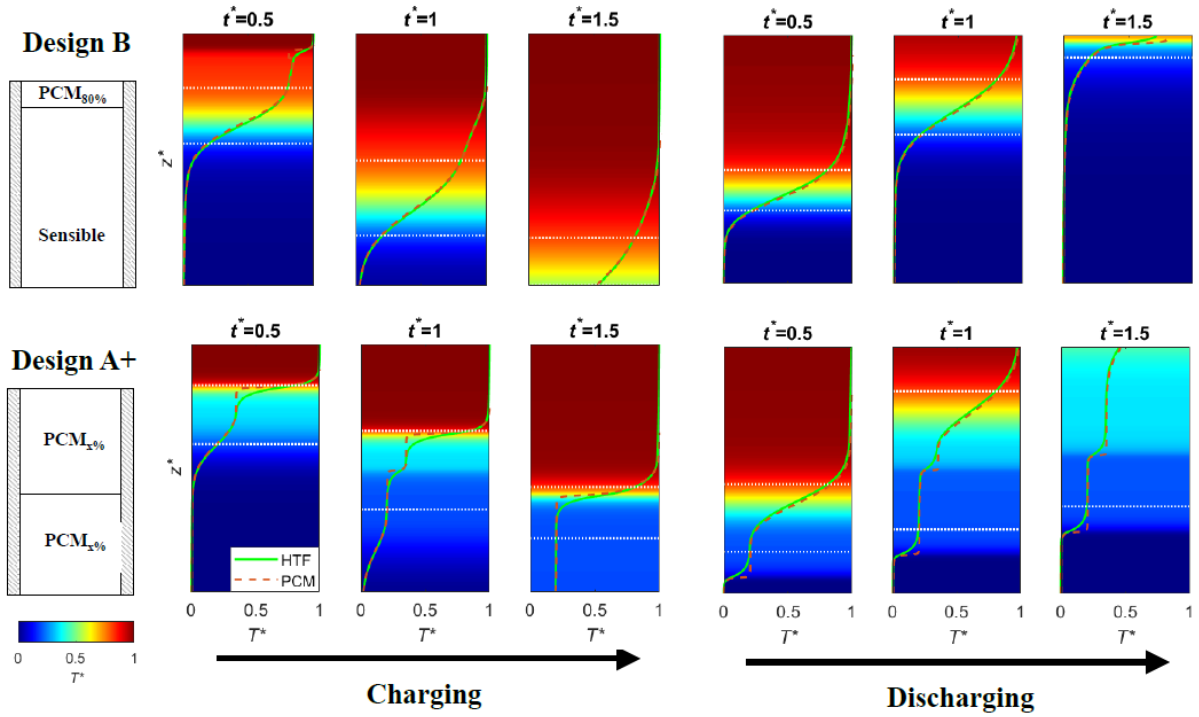 t*=0.5 t*=1 t*=1.5 t*=0.5 t*=1 t*=1.5
Design B
PCM80%
Sensible
z*
t*=0.5 t*=1 t*=1.5 t*=0.5 t*=1 t*=1.5
Design A+
PCMx%
PCMx%
z*
HTF
PCM
0 0.5 1 0 0.5 1 0 0.5 1 0 0.5 1 0 0.5 1 0 0.5 1
T* T* T* T* T* T*
0 0.5 1
T*
Charging
Discharging